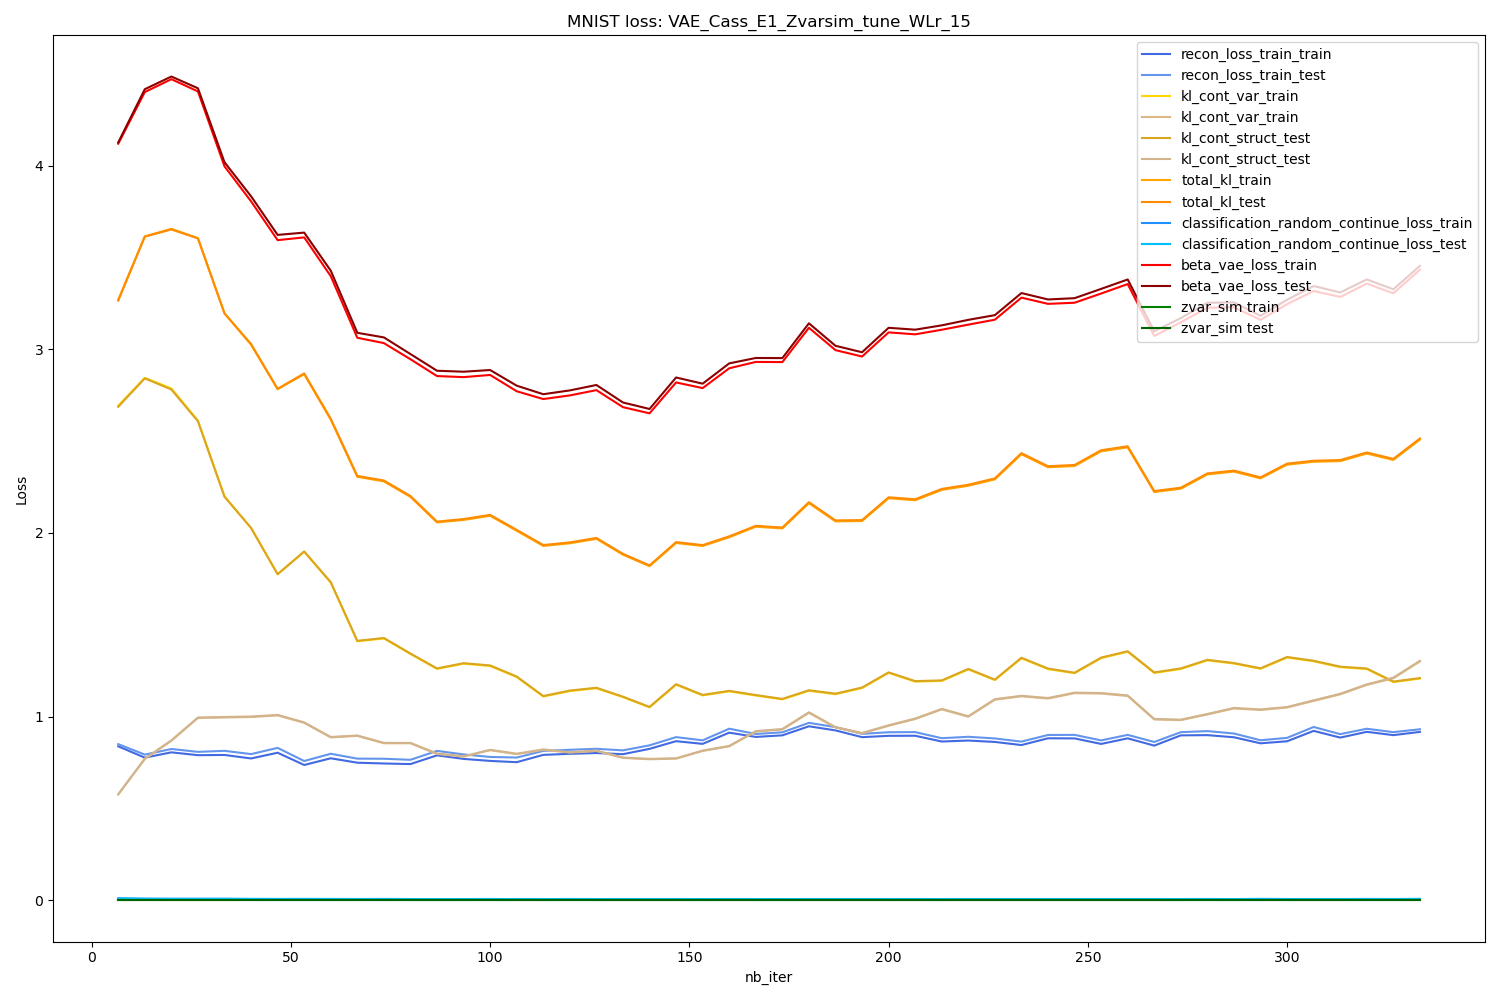 MNIST loss: VAE_Cass_E1_Zvarsim_tune_WLr_15
recon_loss_train_train
recon_loss_train_test
kl_cont_var_train
kl_cont_var_train
kl_cont_struct_test
kl_cont_struct_test
total_kl_train
total_kl_test
classification_random_continue_loss_train
classification_random_continue_loss_test
beta_vae_loss_train
beta_vae_loss_test
zvar_sim train
zvar_sim test
4
3
2
1
0
Loss
0 50 100 150 200 250 300
nb_iter